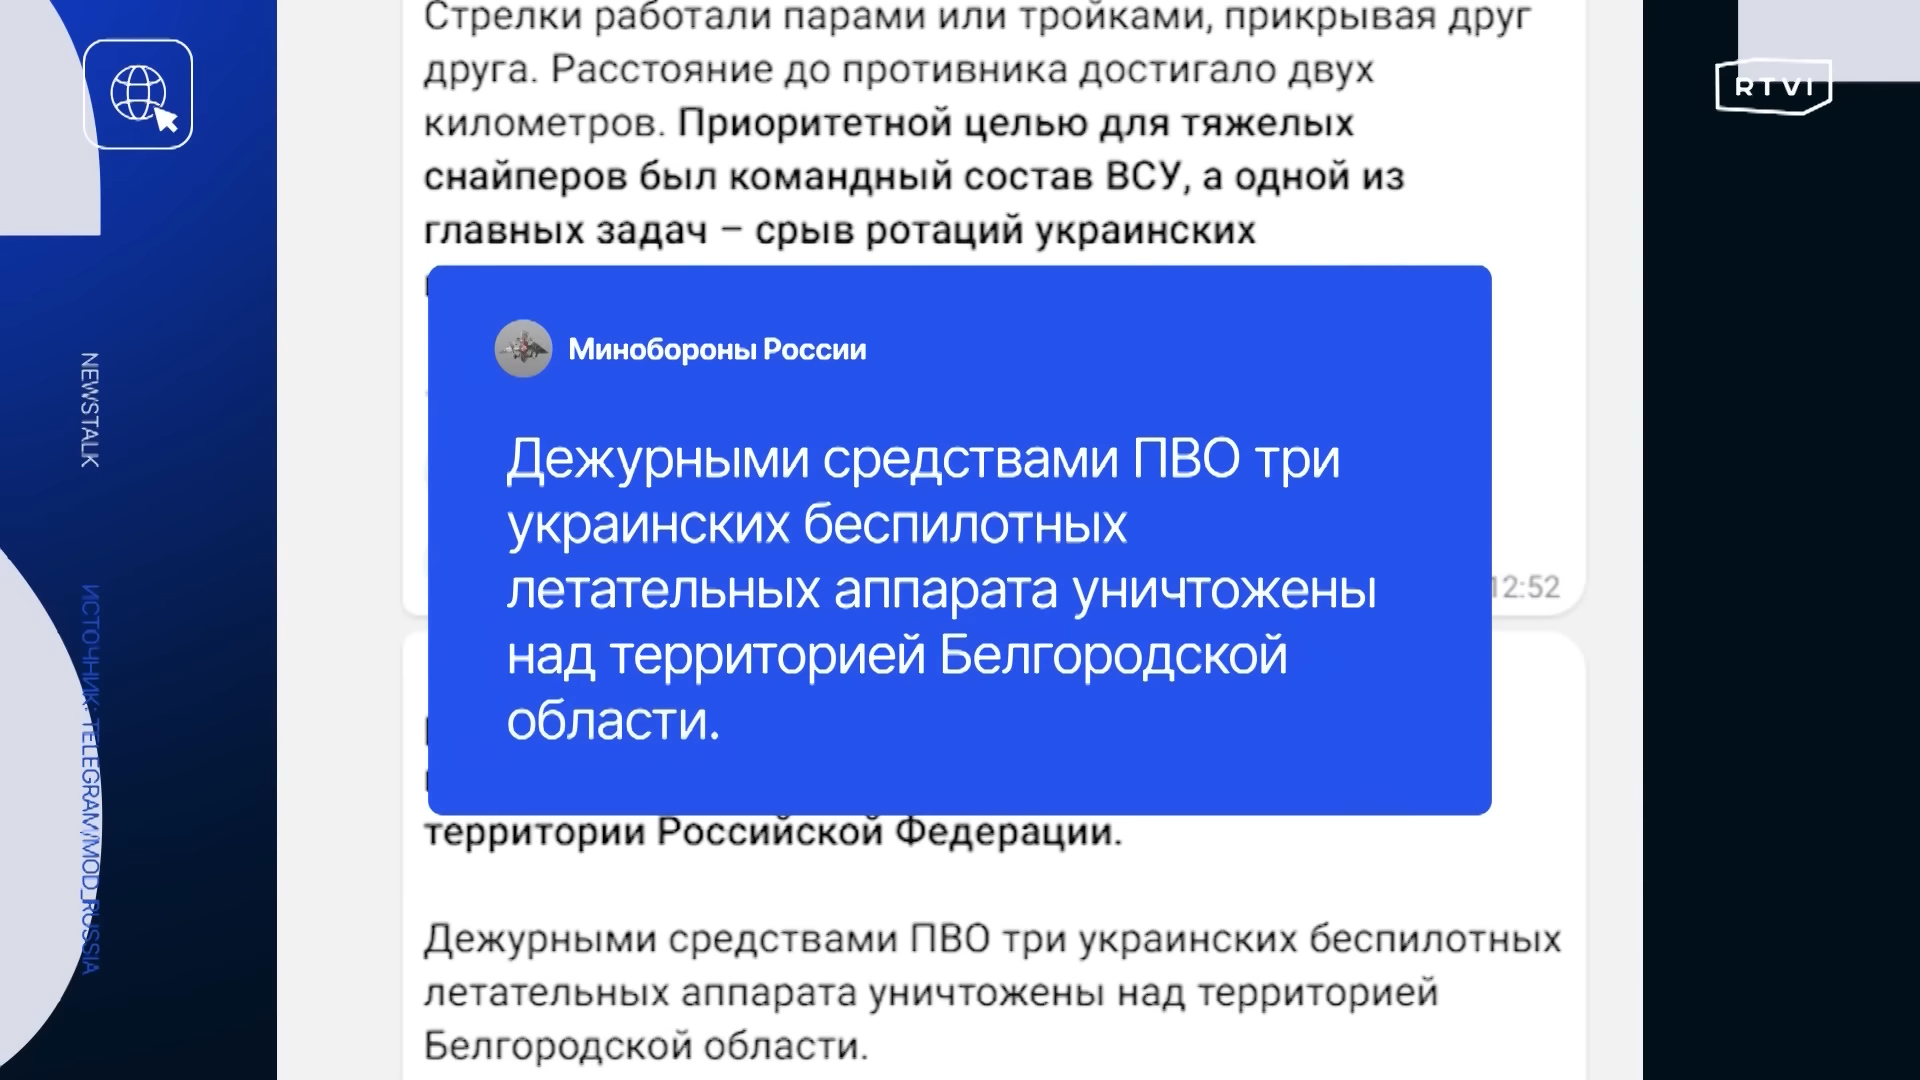 Стрелки работали парами или тройками, прикрывая друг
друга. Расстояние до противника достигало двух
километров. Приоритетной целью для тяжелых
снайперов был командный состав ВСУ, а одной из
главных задач – срыв ротаций украинских
RTVI
NEWSTALK
ИСТОЧНИК: TELEGRAM/MOD_RUSSIA
Минобороны России
Дежурными средствами ПВО три
украинских беспилотных
летательных аппарата уничтожены
над территорией Белгородской
области.
12:52
территории Российской Федерации.
Дежурными средствами ПВО три украинских беспилотных
летательных аппарата уничтожены над территорией
Белгородской области.